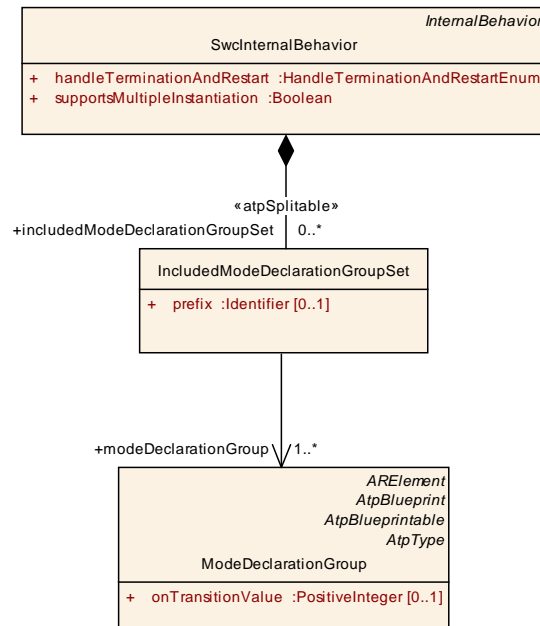 InternalBehavior
SwcInternalBehavior
+ handleTerminationAndRestart :HandleTerminationAndRestartEnum
+ supportsMultipleInstantiation :Boolean
«atpSplitable»
+includedModeDeclarationGroupSet 0..*
IncludedModeDeclarationGroupSet
+ prefix :Identifier [0..1]
+modeDeclarationGroup 1..*
ARElement
AtpBlueprint
AtpBlueprintable
AtpType
ModeDeclarationGroup
+ onTransitionValue :PositiveInteger [0..1]